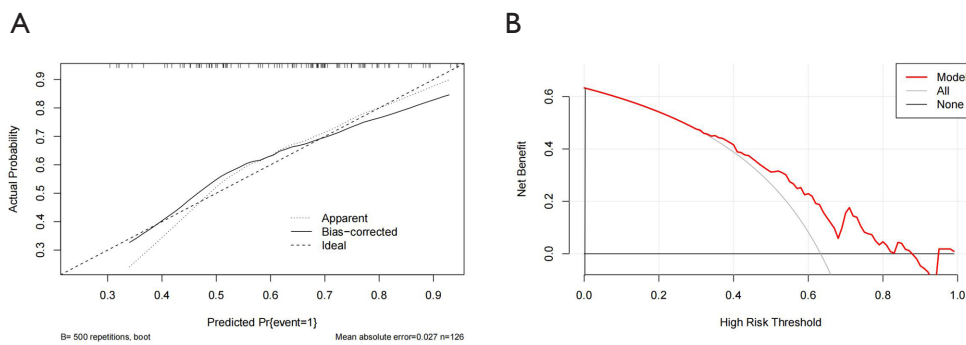 A
Actual Probability
0.9
0.8
0.7
0.6
0.5
0.4
0.3
Apparent
Bias-corrected
Ideal
0.3 0.4 0.5 0.6 0.7 0.8 0.9
Predicted Pr{event=1}
B= 500 repetitions, boot
Mean absolute error=0.027 n=126
B
Net Benefit
0.6
0.4
0.2
0.0
Model
All
None
0.0 0.2 0.4 0.6 0.8 1.0
High Risk Threshold